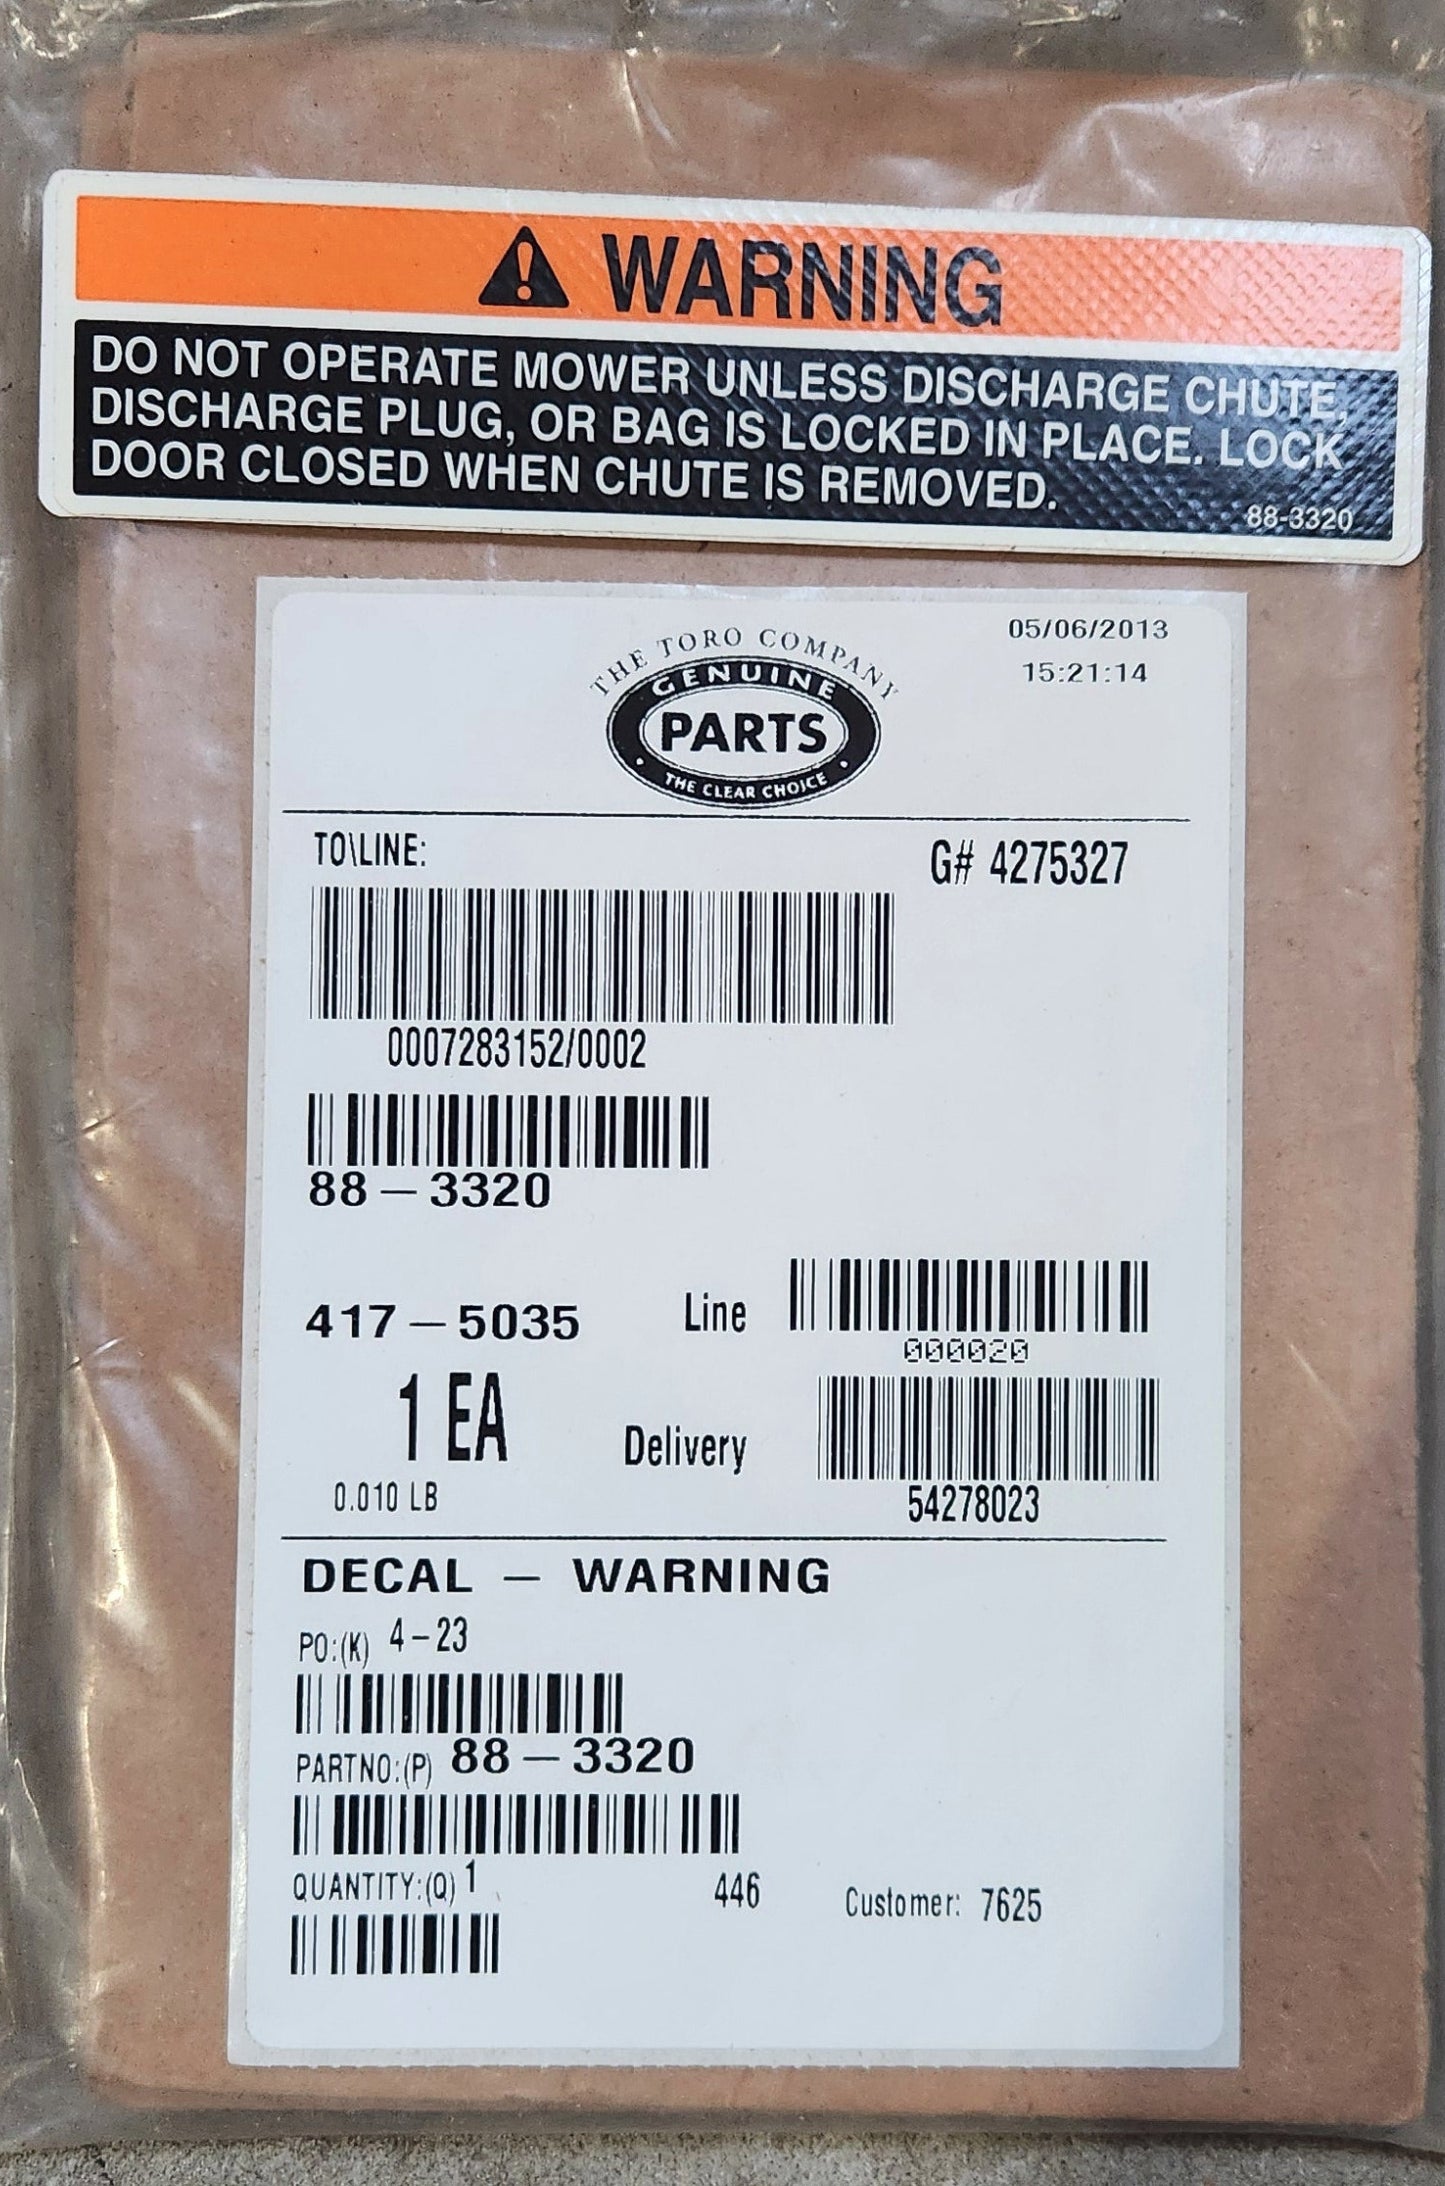 WARNING
DO NOT OPERATE MOWER UNLESS DISCHARGE CHUTE,
DISCHARGE PLUG, OR BAG IS LOCKED IN PLACE. LOCK
DOOR CLOSED WHEN CHUTE IS REMOVED.
88-3320
05/06/2013
15:21:14
THE TORO COMPANY
GENUINE
PARTS
• THE CLEAR CHOICE •
TO\LINE:
G# 4275327
0007283152/0002
88-3320
417-5035
Line
000020
1 EA
Delivery
0.010 LB
54278023
DECAL - WARNING
PO:(K) 4-23
PARTNO:(P) 88-3320
QUANTITY:(Q) 1
446
Customer: 7625